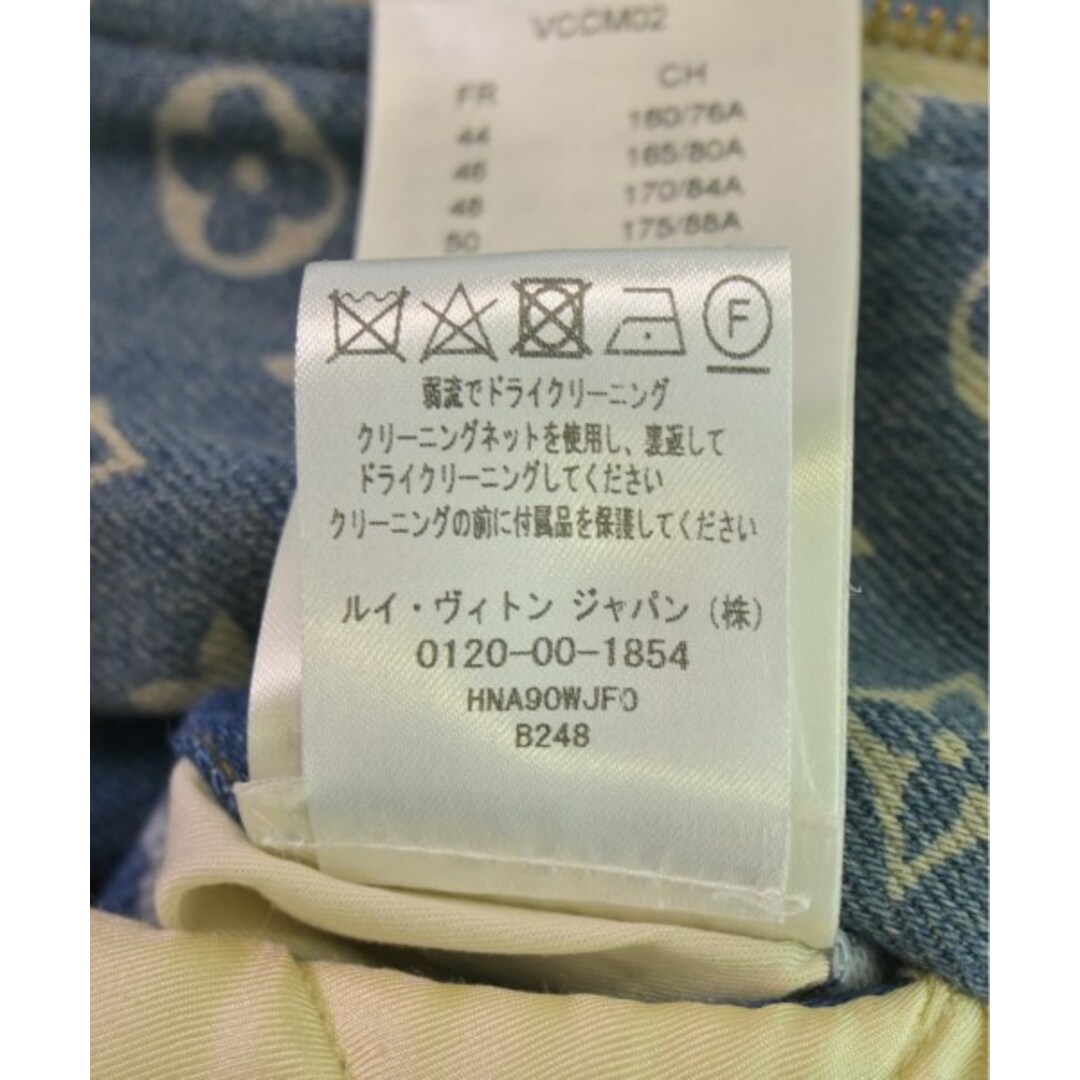 VCCM02
FR CH
44 160/76A
46 165/80A
48 170/84A
50 175/88A
F
弱流でドライクリーニング
クリーニングネットを使用し、裏返して
ドライクリーニングしてください
クリーニングの前に付属品を保護してください
ルイ・ヴィトン ジャパン (株)
0120-00-1854
HNA90WJF0
B248